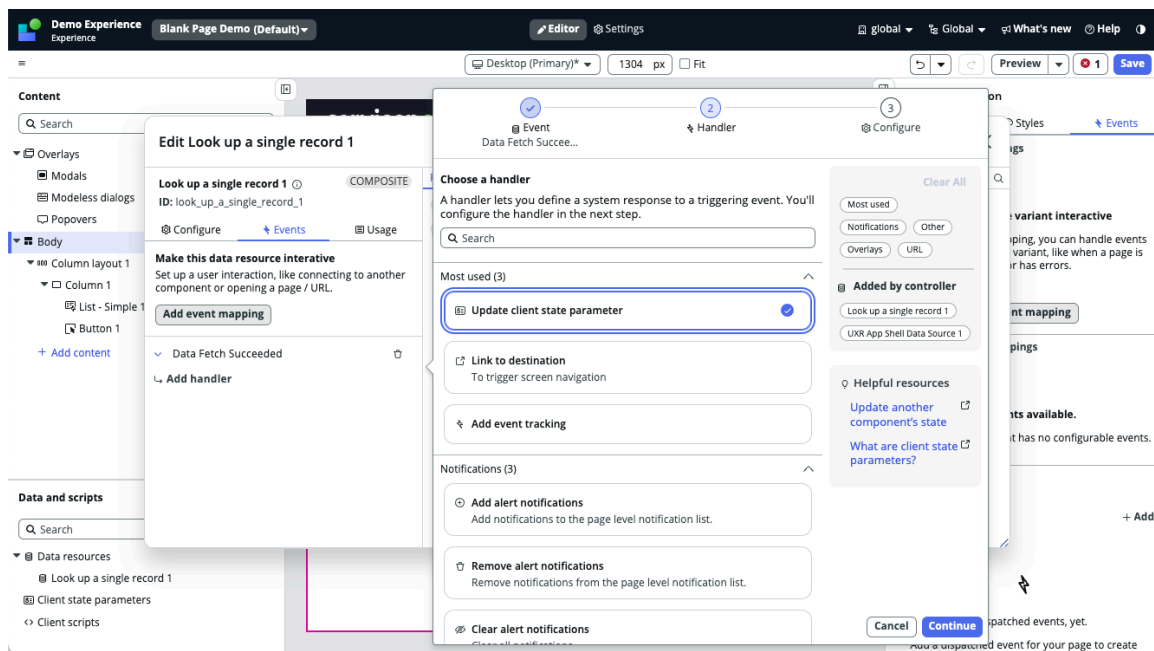 Demo Experience
Experience
Blank Page Demo (Default)
Editor
Settings
global
Global
What's new
Help
Desktop (Primary)*
1304 px
Fit
Preview
1
Save
Content
Search
Overlays
Modals
Modeless dialogs
Popovers
Body
Column layout 1
Column 1
List - Simple 1
Button 1
+ Add content
Data and scripts
Search
Data resources
Look up a single record 1
Client state parameters
Client scripts
Edit Look up a single record 1
Look up a single record 1
COMPOSITE
ID: look_up_a_single_record_1
Configure
Events
Usage
Make this data resource interative
Set up a user interaction, like connecting to another
component or opening a page / URL.
Add event mapping
Data Fetch Succeeded
Add handler
Event
Data Fetch Succee...
2
Handler
3
Configure
Choose a handler
A handler lets you define a system response to a triggering event. You'll
configure the handler in the next step.
Search
Most used (3)
Update client state parameter
Link to destination
To trigger screen navigation
Add event tracking
Notifications (3)
Add alert notifications
Add notifications to the page level notification list.
Remove alert notifications
Remove notifications from the page level notification list.
Clear alert notifications
Clear All
Most used
Notifications
Other
Overlays
URL
Added by controller
Look up a single record 1
UXR App Shell Data Source 1
Helpful resources
Update another
component's state
What are client state
parameters?
Cancel
Continue
on
Styles
Events
variant interactive
ping, you can handle events
variant, like when a page is
or has errors.
nt mapping
pings
nts available.
t has no configurable events.
+ Add
spatched events, yet.
Add a dispatched event for your page to create